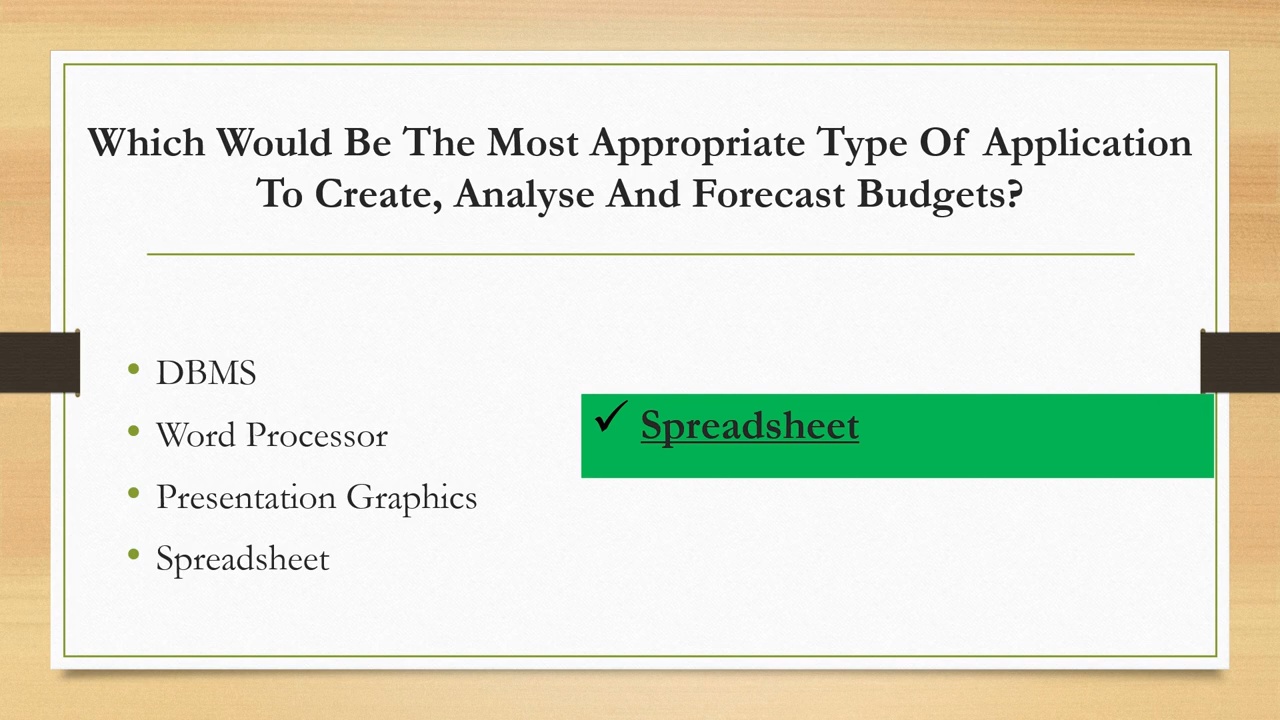 Which Would Be The Most Appropriate Type Of Application
To Create, Analyse And Forecast Budgets?
• DBMS
• Word Processor
• Presentation Graphics
• Spreadsheet
✓ Spreadsheet